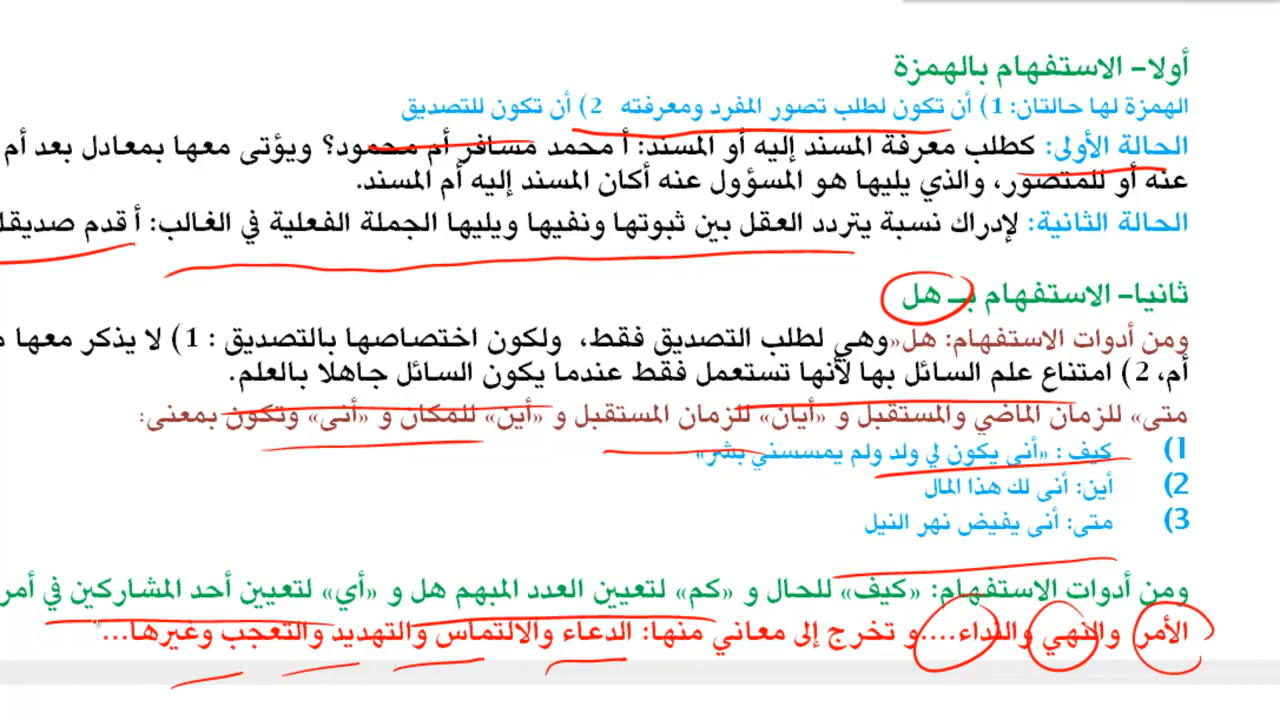 أولا- الاستفهام بالهمزة
الهمزة لها حالتان: 1) أن تكون لطلب تصور المفرد ومعرفته 2) أن تكون للتصديق
الحالة الأولى: كطلب معرفة المسند إليه أو المسند: أ محمد مسافر أم محمود؟ ويؤتى معها بمعادل بعد أم
عنه أو للمتصور، والذي يليها هو المسؤول عنه أكان المسند إليه أم المسند.
الحالة الثانية: لإدراك نسبة يتردد العقل بين ثبوتها ونفيها ويليها الجملة الفعلية في الغالب: أ قدم صديقك
ثانيا- الاستفهام بـ هل
ومن أدوات الاستفهام: هل«وهي لطلب التصديق فقط، ولكون اختصاصها بالتصديق : 1) لا يذكر معها
أم، 2) امتناع علم السائل بها لأنها تستعمل فقط عندما يكون السائل جاهلا بالعلم.
متى» للزمان الماضي والمستقبل و «أيان» للزمان المستقبل و «أين» للمكان و «أنى» وتكون بمعنى:
1) كيف : «أنى يكون لي ولد ولم يمسسني بشر»
2) أين: أنى لك هذا المال
3) متى: أنى يفيض نهر النيل
ومن أدوات الاستفهام: «كيف» للحال و «كم» لتعيين العدد المبهم هل و «أي» لتعيين أحد المشاركين في أمر
الأمر والنهي والنداء....و تخرج إلى معاني منها: الدعاء والالتماس والتهديد والتعجب وغيرها...